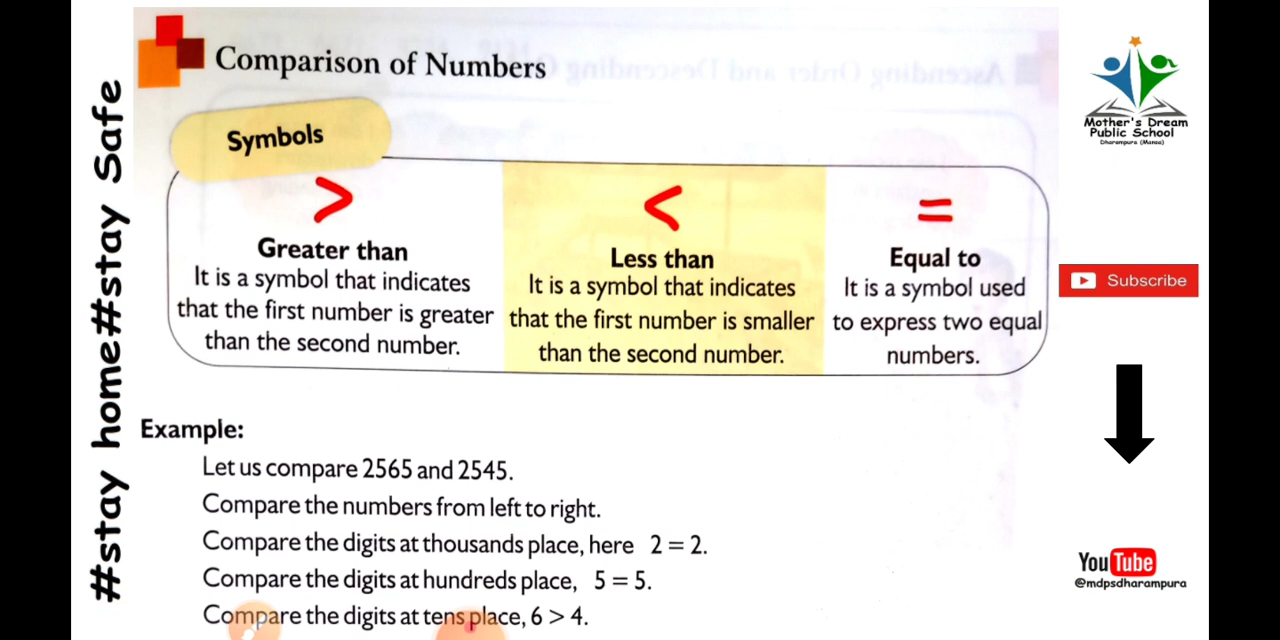 Comparison of Numbers
Symbols
>
Greater than
It is a symbol that indicates
that the first number is greater
than the second number.
<
Less than
It is a symbol that indicates
that the first number is smaller
than the second number.
=
Equal to
It is a symbol used
to express two equal
numbers.
Example:
Let us compare 2565 and 2545.
Compare the numbers from left to right.
Compare the digits at thousands place, here 2 = 2.
Compare the digits at hundreds place, 5 = 5.
Compare the digits at tens place, 6 > 4.
#stay home#stay Safe
Mother's Dream
Public School
Dharampura (Mansa)
Subscribe
YouTube
@mdpsdharampura